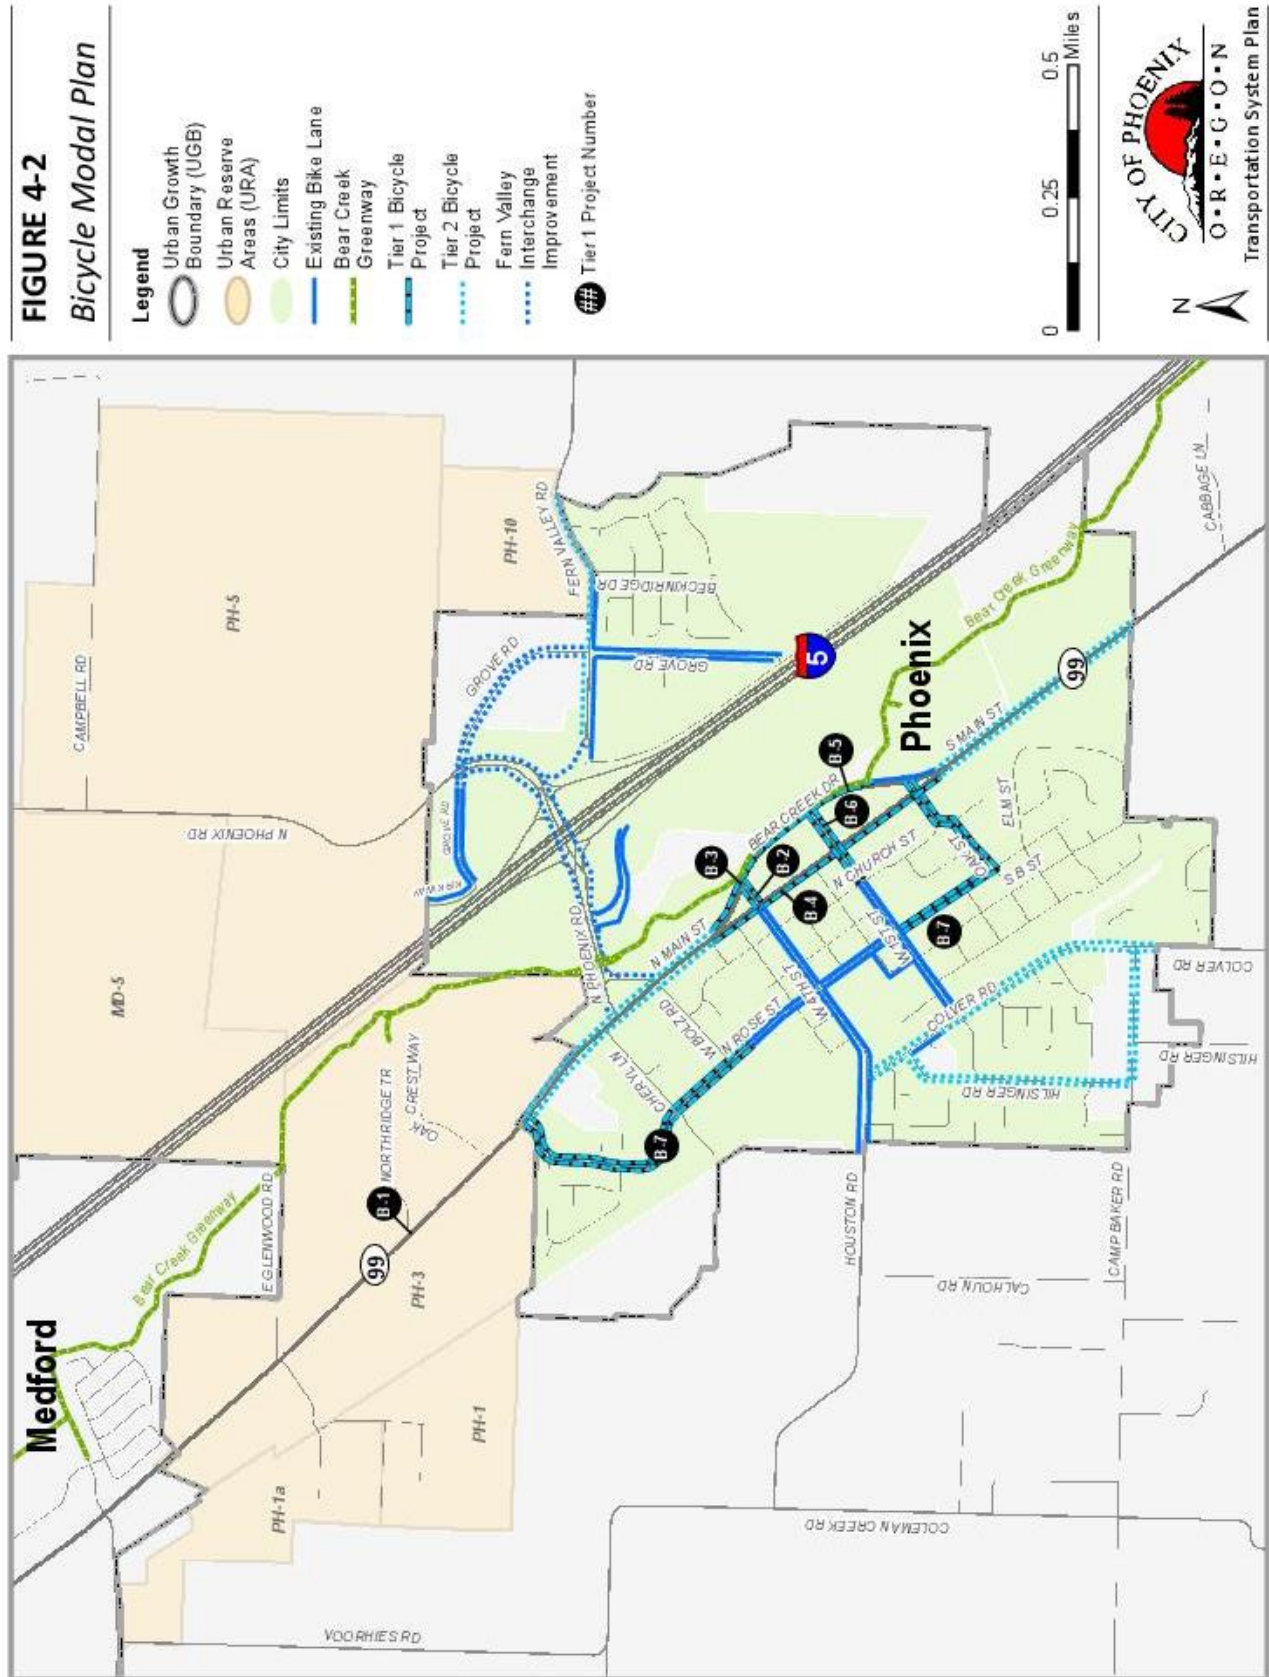 FIGURE 4-2
Bicycle Modal Plan
Legend
Urban Growth
Boundary (UGB)
Urban Reserve
Areas (URA)
City Limits
Existing Bike Lane
Bear Creek
Greenway
Tier 1 Bicycle
Project
Tier 2 Bicycle
Project
Fern Valley
Interchange
Improvement
## Tier 1 Project Number
0 0.25 0.5
Miles
N
CITY OF PHOENIX
O•R•E•G•O•N
Transportation System Plan
Medford
Bear Creek Greenway
MD-5
CAMPBELL RD
PH-5
E GLENWOOD RD
N PHOENIX RD
PH-1a
99
B-1
NORTHRIDGE TR
OAK CREST WAY
PH-3
PH-1
GROVE RD
KIRK WAY
GROVE RD
PH-10
FERN VALLEY RD
N PHOENIX RD
CHERYL LN
W BOLZ RD
N MAIN ST
BECKINRIDGE DR
GROVE RD
B-7
N ROSE ST
B-3
B-2
B-4
BEAR CREEK DR
B-5
B-6
5
W 4TH ST
N CHURCH ST
W 1ST ST
Phoenix
S MAIN ST
B-7
OAK ST
S B ST
ELM ST
99
Bear Creek Greenway
VOORHIES RD
COLEMAN CREEK RD
HOUSTON RD
CALHOUN RD
COLVER RD
HILSINGER RD
CAMP BAKER RD
HILSINGER RD
COLVER RD
CABBAGE LN